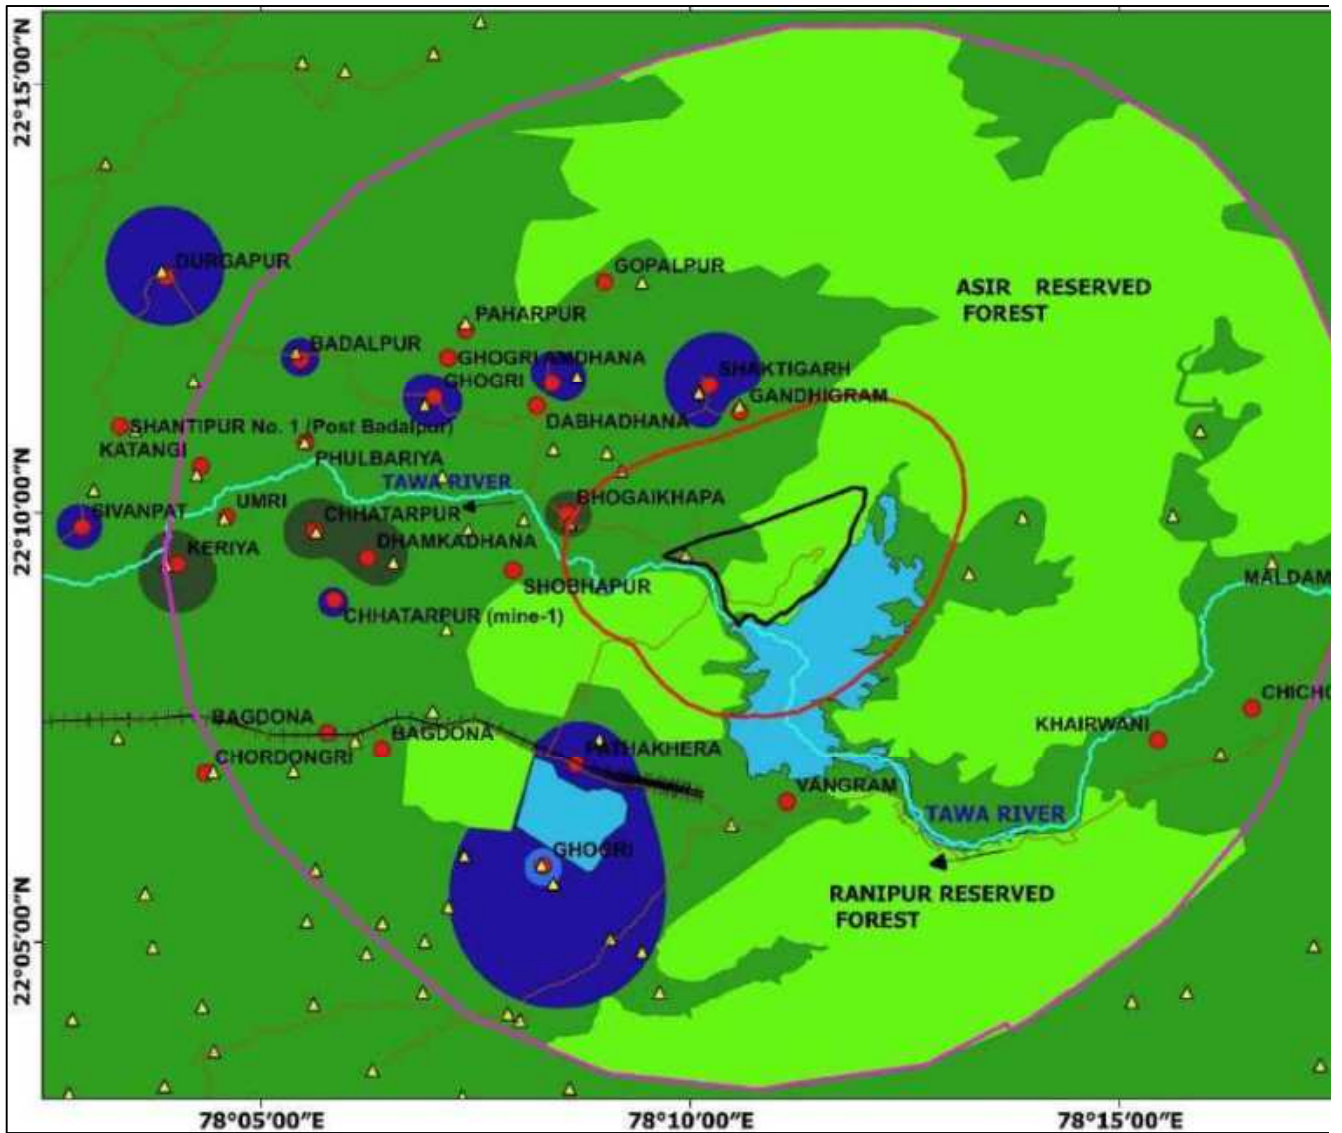 22°15'00"N
DURGAPUR
GOPALPUR
ASIR RESERVED
FOREST
PAHARPUR
BADALPUR
GHOGRI AMDHANA
SHAKTIGARH
GHOGRI
GANDHIGRAM
DABHADHANA
SHANTIPUR No. 1 (Post Badalpur)
KATANGI
PHULBARIYA
TAWA RIVER
22°10'00"N
BHOGAIKHAPA
UMRI
SIVANPAT
CHHATARPUR
KERIYA
DHAMKADHANA
SHOBHAPUR
MALDAM
CHHATARPUR (mine-1)
CHICHO
BAGDONA
KHAIRWANI
BAGDONA
PATHAKHERA
CHORDONGRI
VANGRAM
TAWA RIVER
GHOGRI
RANIPUR RESERVED
FOREST
22°05'00"N
78°05'00"E
78°10'00"E
78°15'00"E